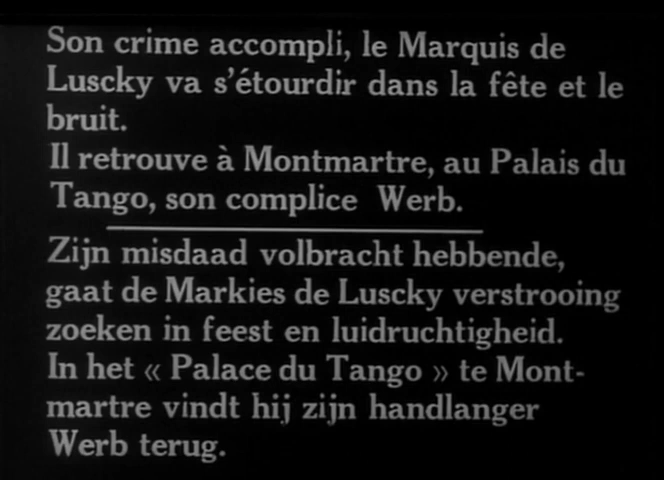 Son crime accompli, le Marquis de
Luscky va s'étourdir dans la fête et le
bruit.
Il retrouve à Montmartre, au Palais du
Tango, son complice Werb.
Zijn misdaad volbracht hebbende,
gaat de Markies de Luscky verstrooing
zoeken in feest en luidruchtigheid.
In het « Palace du Tango » te Mont-
martre vindt hij zijn handlanger
Werb terug.